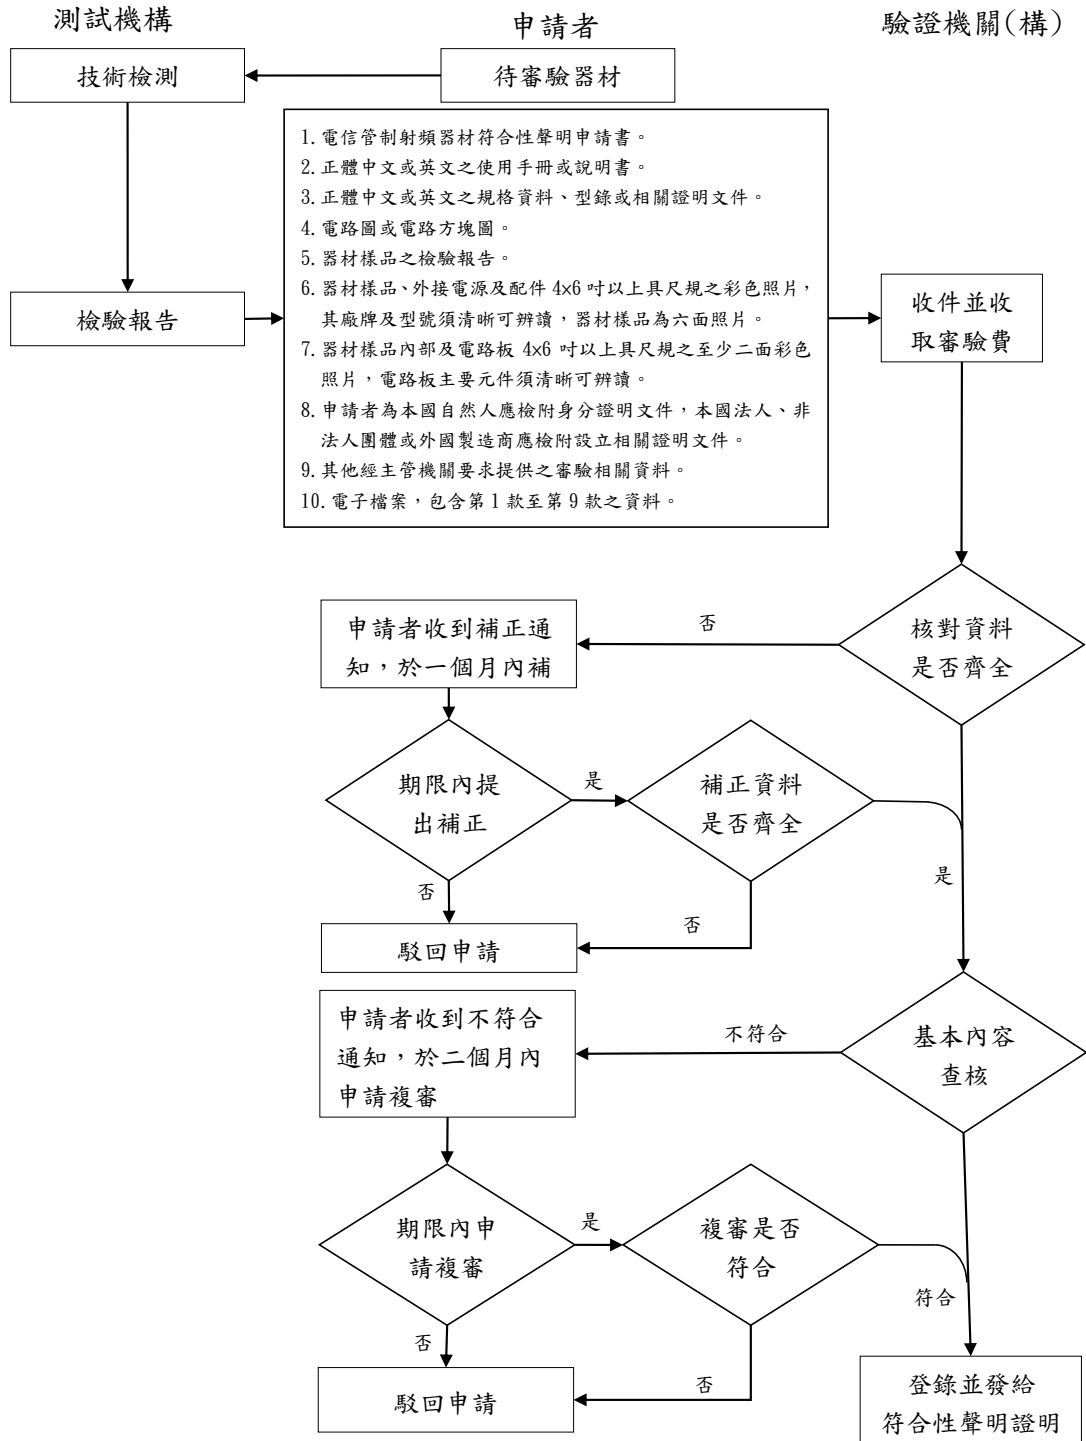 測試機構
申請者
驗證機關(構)
技術檢測
待審驗器材
1.電信管制射頻器材符合性聲明申請書。
2.正體中文或英文之使用手冊或說明書。
3.正體中文或英文之規格資料、型錄或相關證明文件。
4.電路圖或電路方塊圖。
5.器材樣品之檢驗報告。
6.器材樣品、外接電源及配件 4×6 吋以上具尺規之彩色照片，
其廠牌及型號須清晰可辨讀，器材樣品為六面照片。
7.器材樣品內部及電路板 4×6 吋以上具尺規之至少二面彩色
照片，電路板主要元件須清晰可辨讀。
8.申請者為本國自然人應檢附身分證明文件，本國法人、非
法人團體或外國製造商應檢附設立相關證明文件。
9.其他經主管機關要求提供之審驗相關資料。
10.電子檔案，包含第 1 款至第 9 款之資料。
檢驗報告
收件並收
取審驗費
核對資料
是否齊全
否
申請者收到補正通
知，於一個月內補
期限內提
出補正
是
補正資料
是否齊全
是
否
否
駁回申請
基本內容
查核
不符合
申請者收到不符合
通知，於二個月內
申請複審
期限內申
請複審
是
複審是否
符合
符合
否
否
駁回申請
登錄並發給
符合性聲明證明